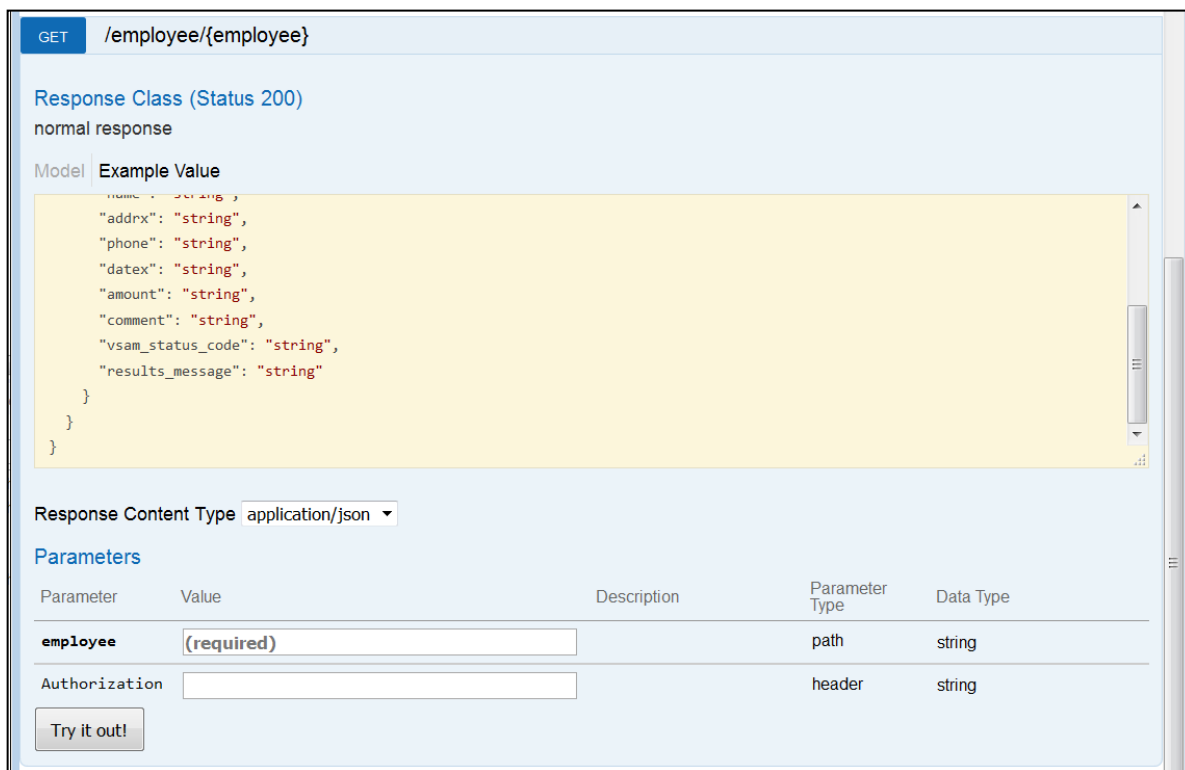 GET /employee/{employee}
Response Class (Status 200)
normal response
Model Example Value
"name": "string",
"addrx": "string",
"phone": "string",
"datex": "string",
"amount": "string",
"comment": "string",
"vsam_status_code": "string",
"results_message": "string"
}
}
}
Response Content Type application/json
Parameters
Parameter Value Description Parameter Type Data Type
employee (required) path string
Authorization header string
Try it out!